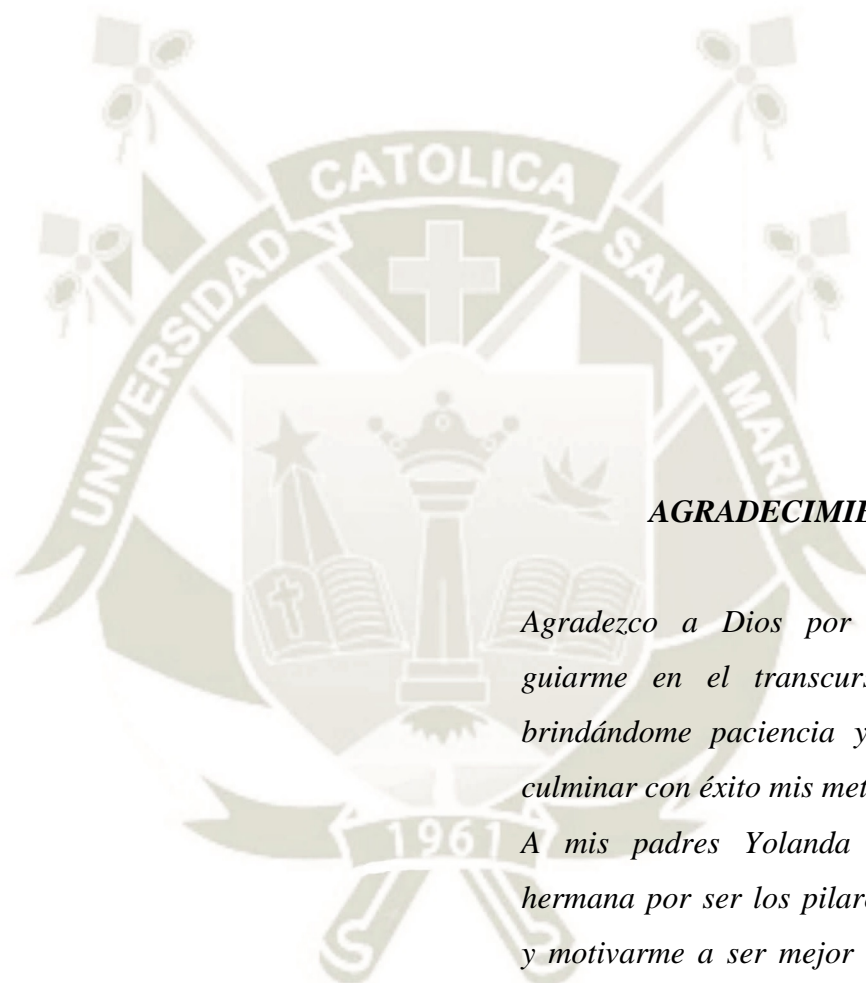 CATOLICA
UNIVERSIDAD
SANTA MARI
AGRADECIMIE
Agradezco a Dios por
guiarme en el transcurs
brindándome paciencia y
culminar con éxito mis met
1961 A mis padres Yolanda
hermana por ser los pilar
y motivarme a ser mejor
S S